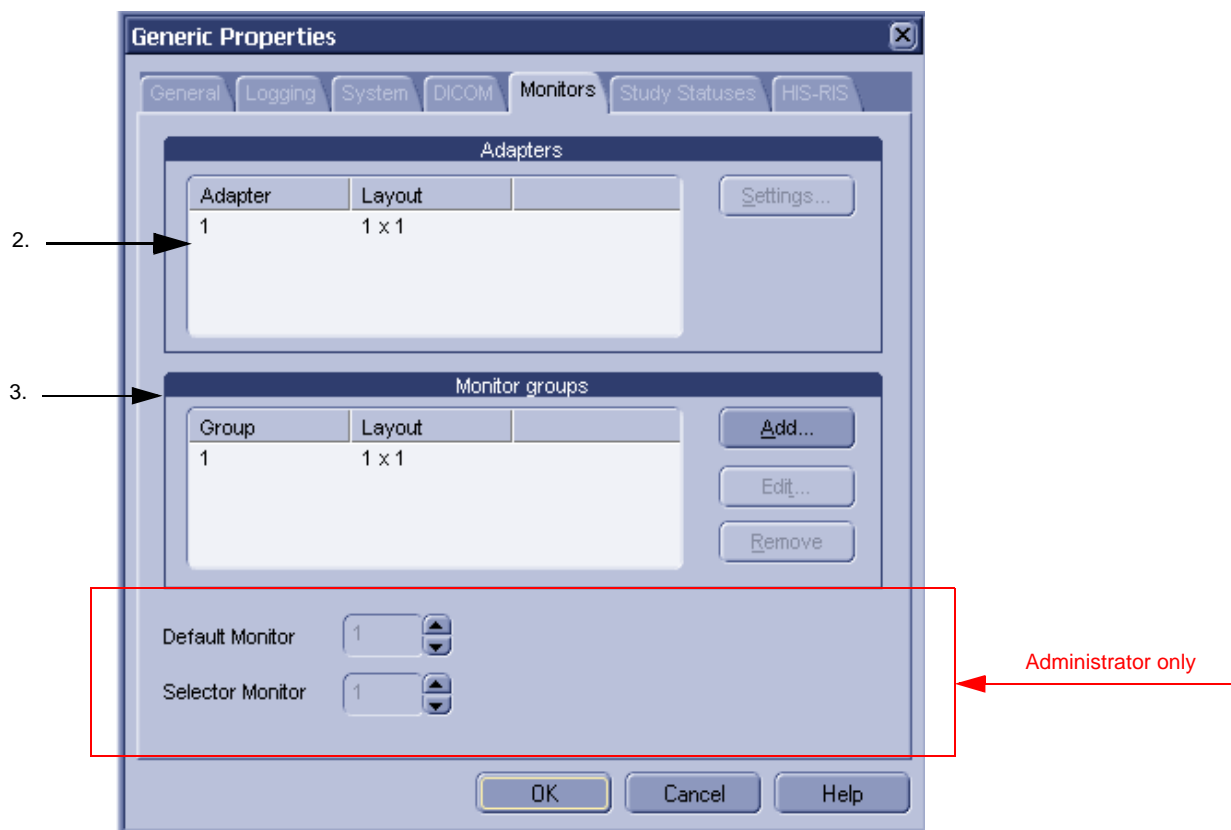 Generic Properties
General Logging System DICOM Monitors Study Statuses HIS-RIS
Adapters
Adapter Layout
Settings...
1 1 x 1
2.
3.
Monitor groups
Group Layout
Add...
1 1 x 1
Edit...
Remove
Default Monitor 1
Administrator only
Selector Monitor 1
OK Cancel Help